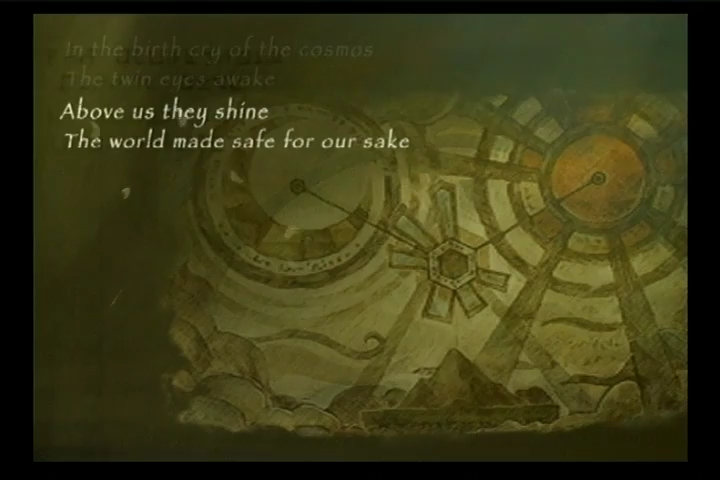 In the birth cry of the cosmos
The twin eyes awake
Above us they shine
The world made safe for our sake